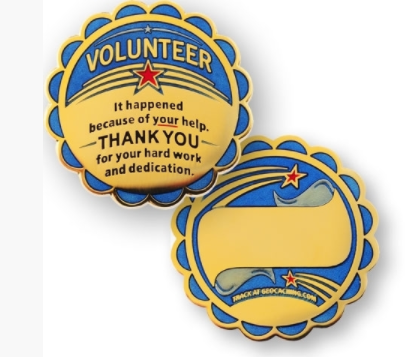 VOLUNTEER
It happened
because of your help.
THANK YOU
for your hard work
and dedication.
TRACK AT GEOCACHING.COM